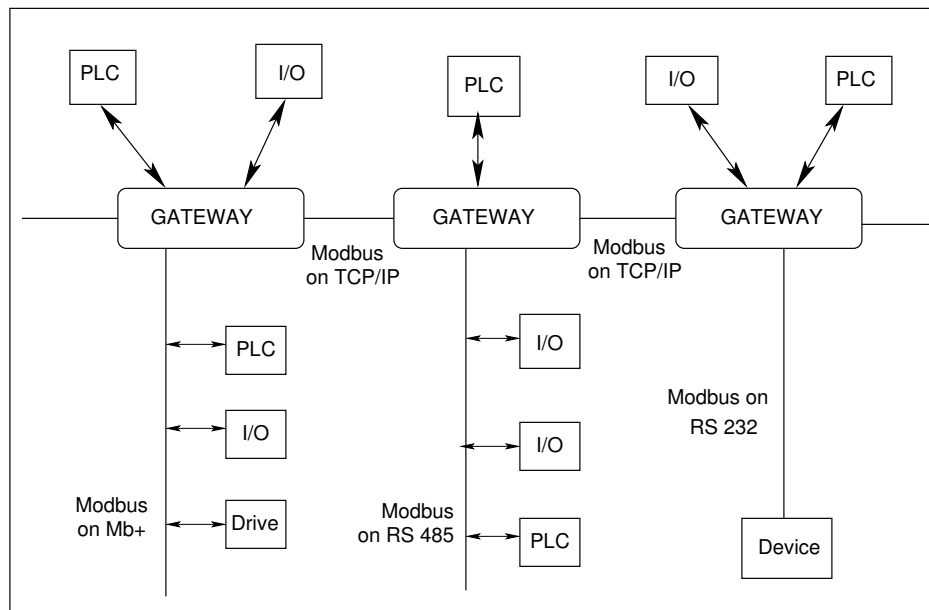 PLC
I/O
PLC
I/O
PLC
GATEWAY
GATEWAY
GATEWAY
Modbus
on TCP/IP
Modbus
on TCP/IP
PLC
I/O
Modbus
on Mb+
Drive
I/O
I/O
Modbus
on RS 485
PLC
Modbus on
RS 232
Device